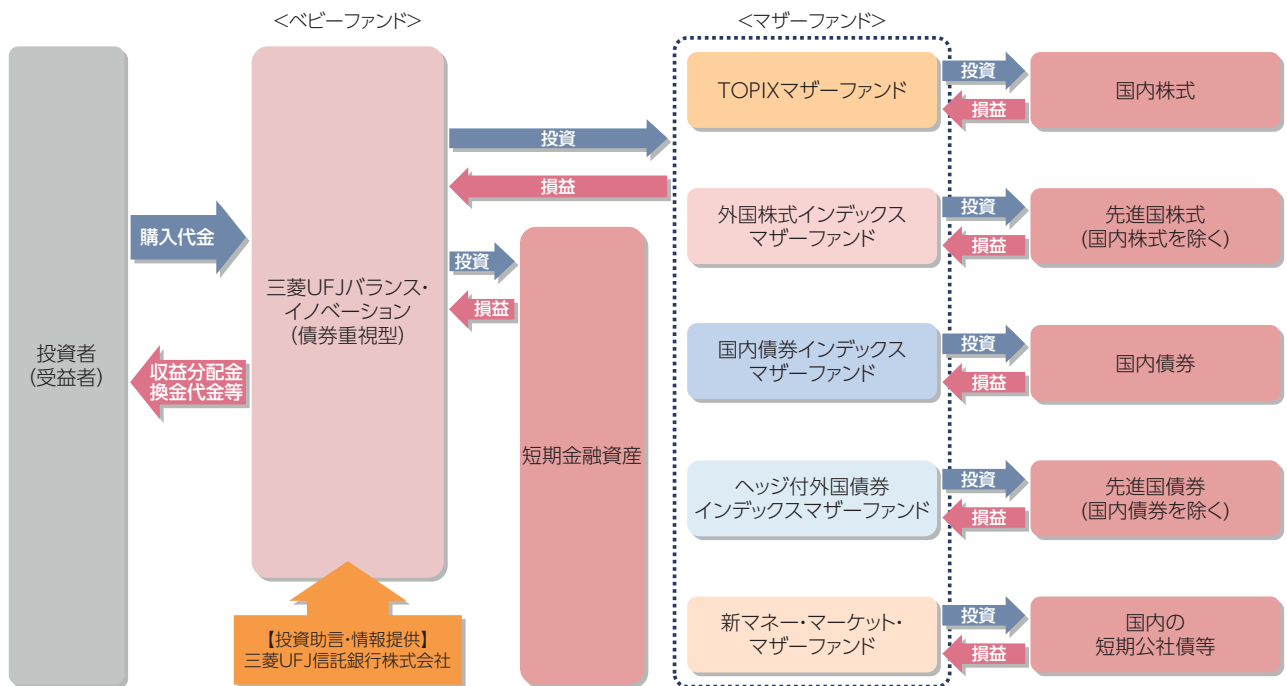 <ベビーファンド>
<マザーファンド>
投資者
(受益者)
購入代金
収益分配金
換金代金等
三菱UFJバランス・
イノベーション
(債券重視型)
【投資助言・情報提供】
三菱UFJ信託銀行株式会社
投資
損益
投資
損益
短期金融資産
TOPIXマザーファンド
投資
損益
国内株式
外国株式インデックス
マザーファンド
投資
損益
先進国株式
(国内株式を除く)
国内債券インデックス
マザーファンド
投資
損益
国内債券
ヘッジ付外国債券
インデックスマザーファンド
投資
損益
先進国債券
(国内債券を除く)
新マネー・マーケット・
マザーファンド
投資
損益
国内の
短期公社債等